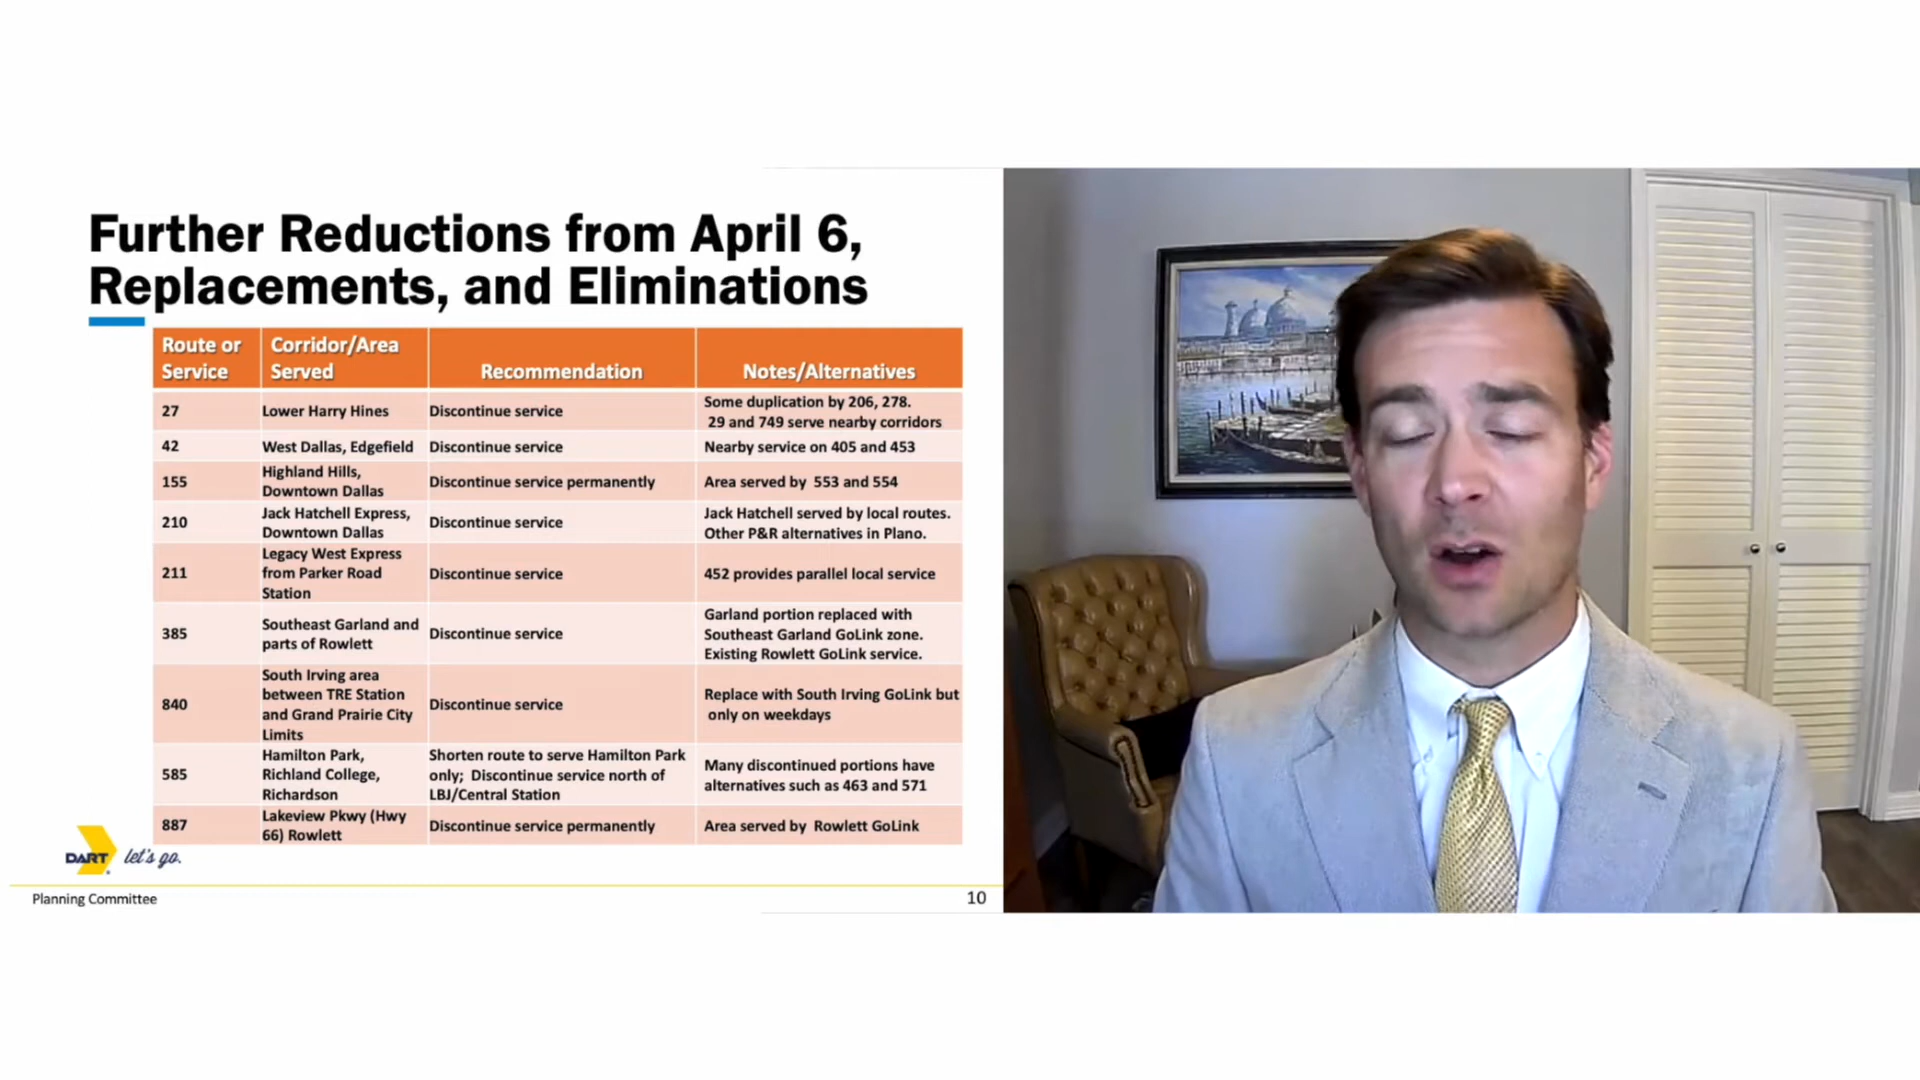 Further Reductions from April 6,
Replacements, and Eliminations
Route or
Service
Corridor/Area
Served
Recommendation
Notes/Alternatives
27
Lower Harry Hines
Discontinue service
Some duplication by 206, 278.
29 and 749 serve nearby corridors
42
West Dallas, Edgefield
Discontinue service
Nearby service on 405 and 453
155
Highland Hills,
Downtown Dallas
Discontinue service permanently
Area served by 553 and 554
210
Jack Hatchell Express,
Downtown Dallas
Discontinue service
Jack Hatchell served by local routes.
Other P&R alternatives in Plano.
211
Legacy West Express
from Parker Road
Station
Discontinue service
452 provides parallel local service
385
Southeast Garland and
parts of Rowlett
Discontinue service
Garland portion replaced with
Southeast Garland GoLink zone.
Existing Rowlett GoLink service.
840
South Irving area
between TRE Station
and Grand Prairie City
Limits
Discontinue service
Replace with South Irving GoLink but
only on weekdays
585
Hamilton Park,
Richland College,
Richardson
Shorten route to serve Hamilton Park
only; Discontinue service north of
LBJ/Central Station
Many discontinued portions have
alternatives such as 463 and 571
887
Lakeview Pkwy (Hwy
66) Rowlett
Discontinue service permanently
Area served by Rowlett GoLink
DART let's go.
Planning Committee
10